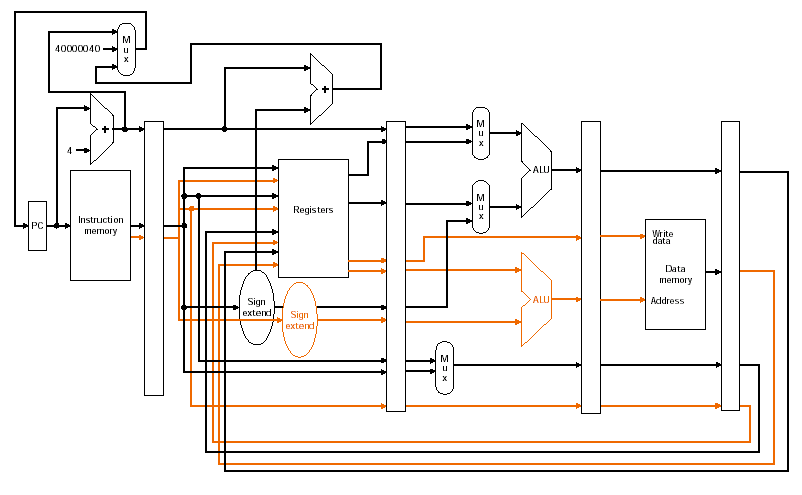 M
u
x
40000040
+
+
4
M
u
x
ALU
PC
Instruction
memory
Registers
M
u
x
Write
data
Data
memory
Address
Sign
extend
Sign
extend
ALU
M
u
x